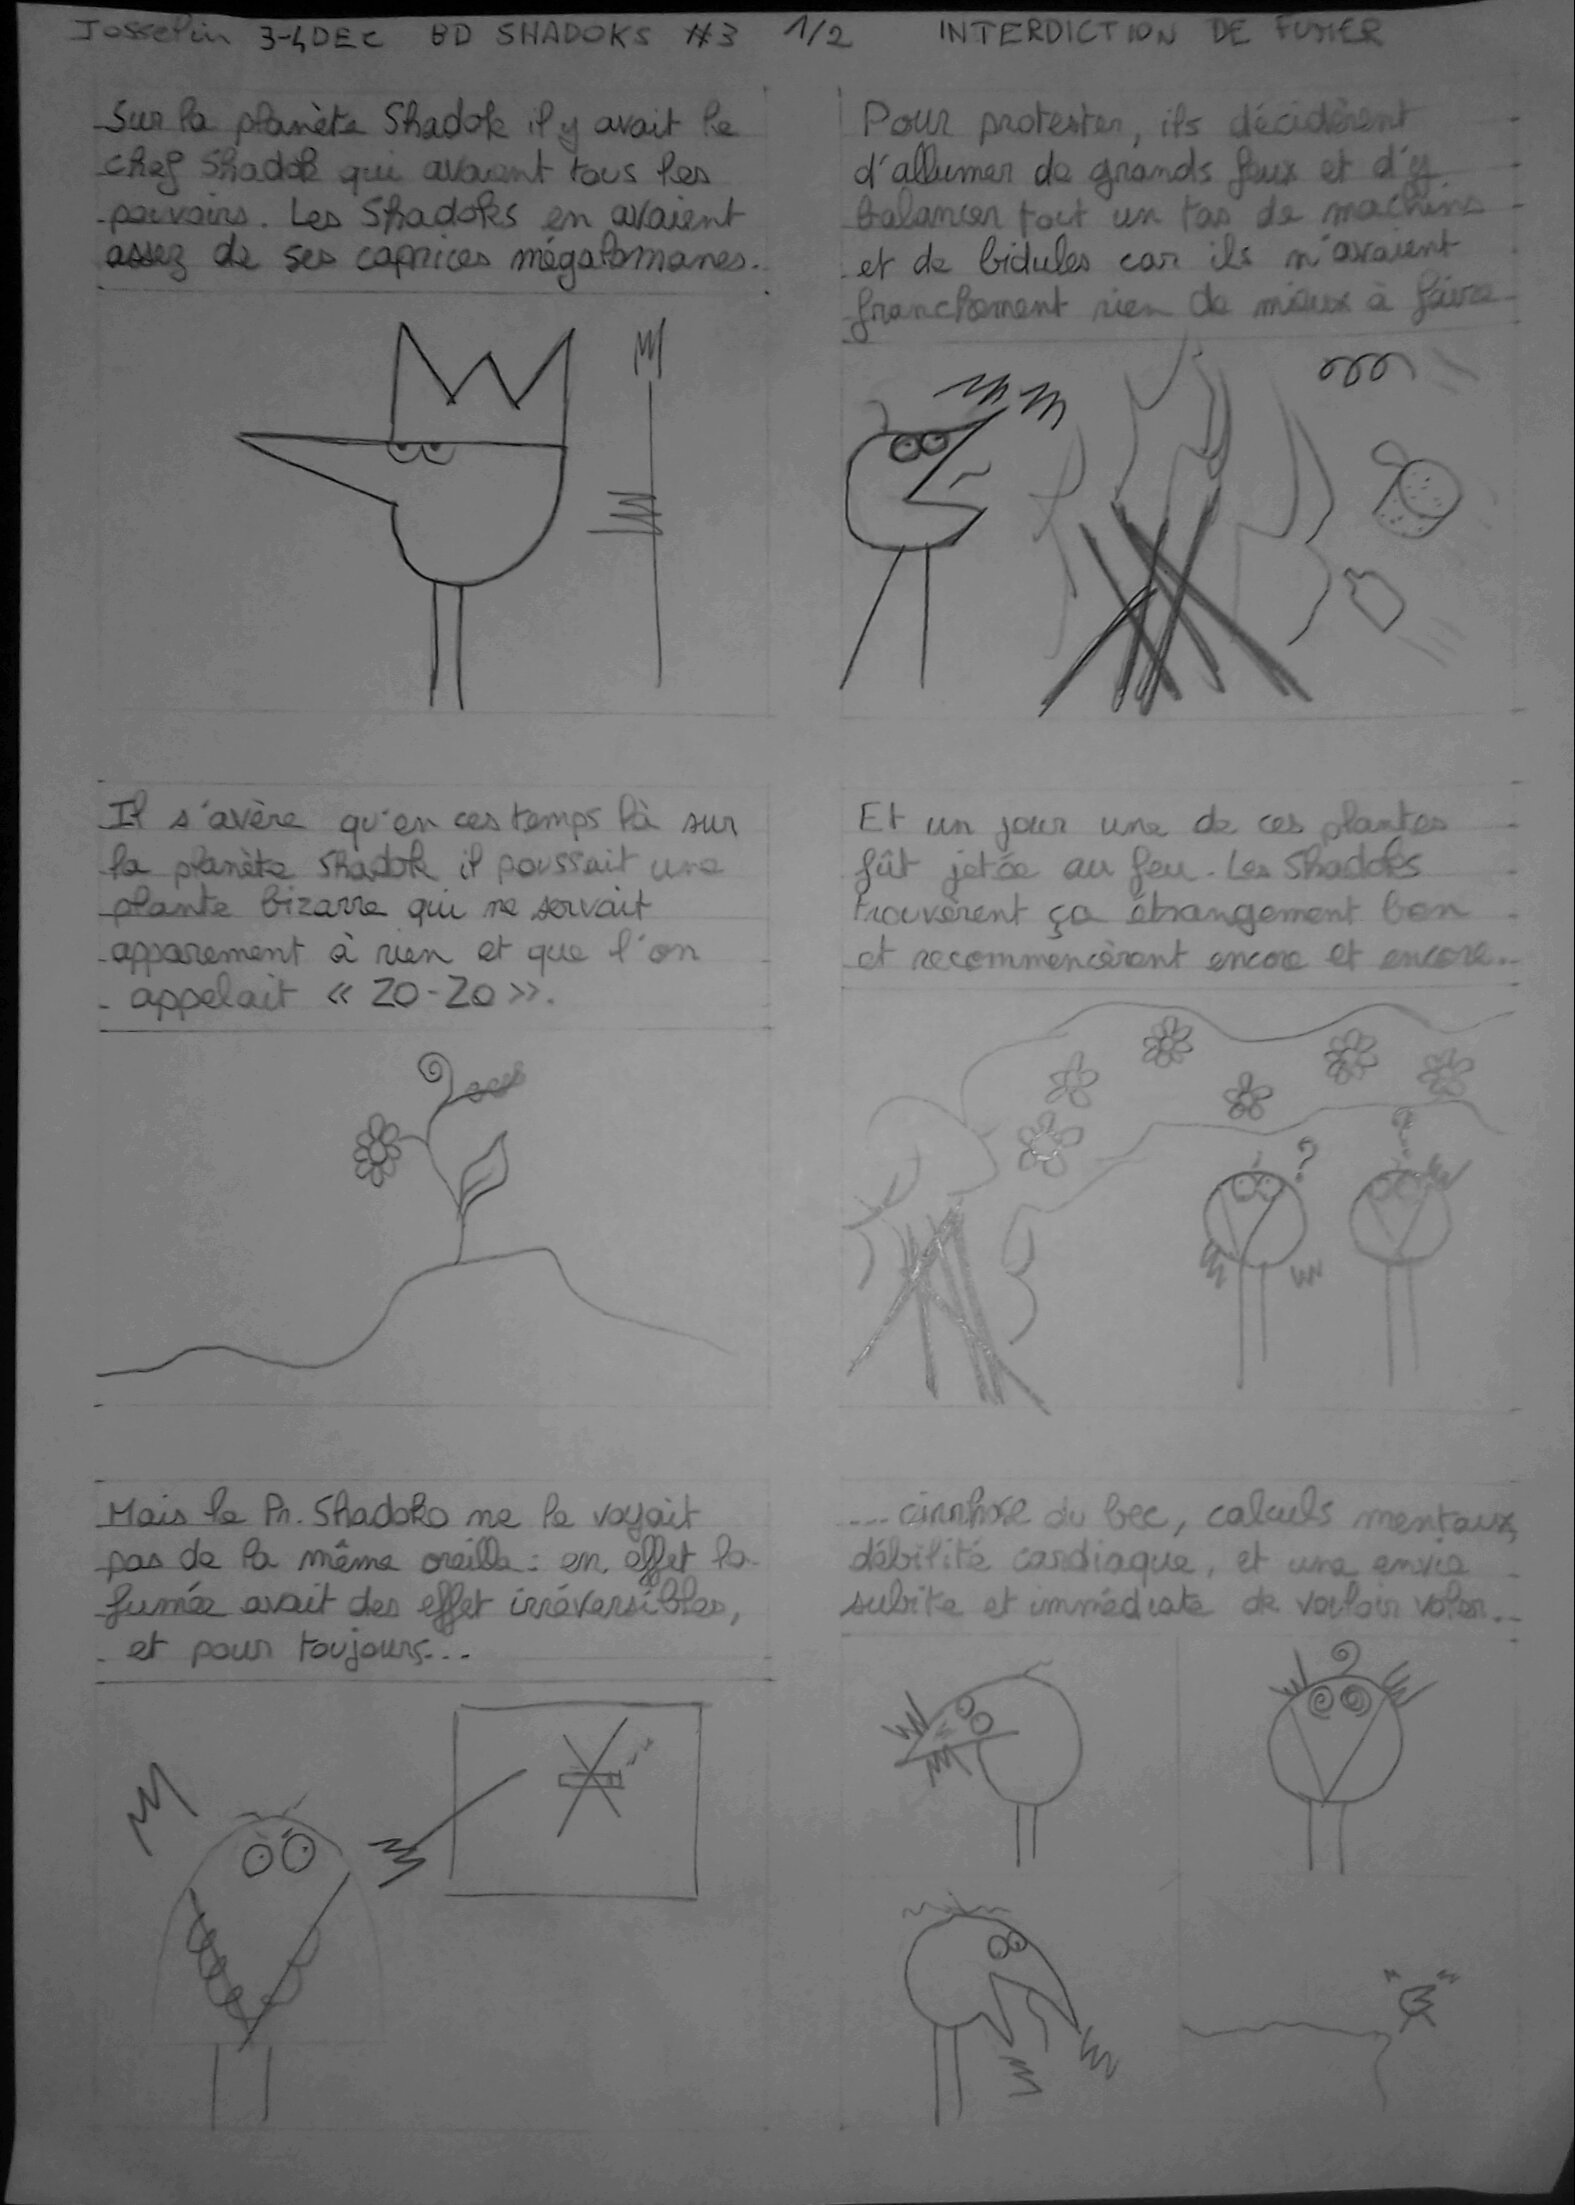 Josselin 3-4 DEC BD SHADOKS #3 1/2 INTERDICTION DE FUMER
Sur la planète Shadok il y avait le
chef Shadok qui avaient tous les
pouvoirs. Les Shadoks en avaient
assez de ses caprices mégalomanes.
Pour protester, ils décidèrent
d'allumer de grands feux et d'y
balancer tout un tas de machins
et de bidules car ils n'avaient
franchement rien de mieux à faire
Il s'avère qu'en ces temps là sur
la planète Shadok il poussait une
plante bizarre qui ne servait
apparement à rien et que l'on
appelait « ZO-ZO ».
Et un jour une de ces plantes
fût jetée au feu. Les Shadoks
trouvèrent ça étrangement bon
et recommencèrent encore et encore...
?
?
Mais le Pr. Shadoko ne le voyait
pas de la même oreille : en effet la
fumée avait des effet irréversibles,
et pour toujours...
... cirrhose du bec, calculs mentaux,
débilité cardiaque, et une envie
subite et immédiate de vouloir voler...